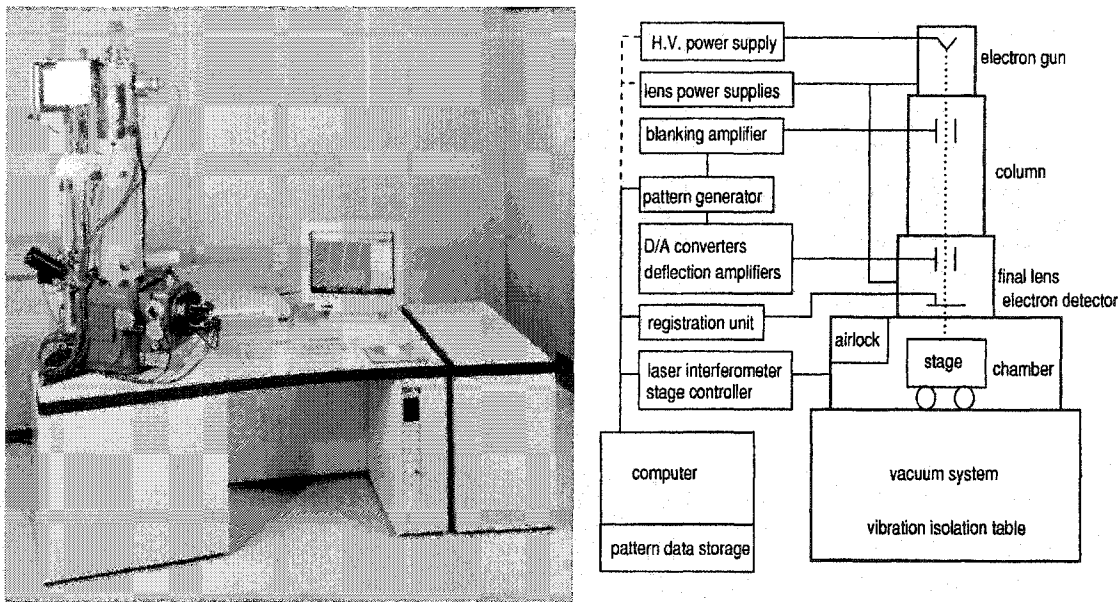 H.V. power supply
electron gun
lens power supplies
blanking amplifier
column
pattern generator
D/A converters
deflection amplifiers
final lens
electron detector
registration unit
airlock
stage
chamber
laser interferometer
stage controller
computer
vacuum system
vibration isolation table
pattern data storage